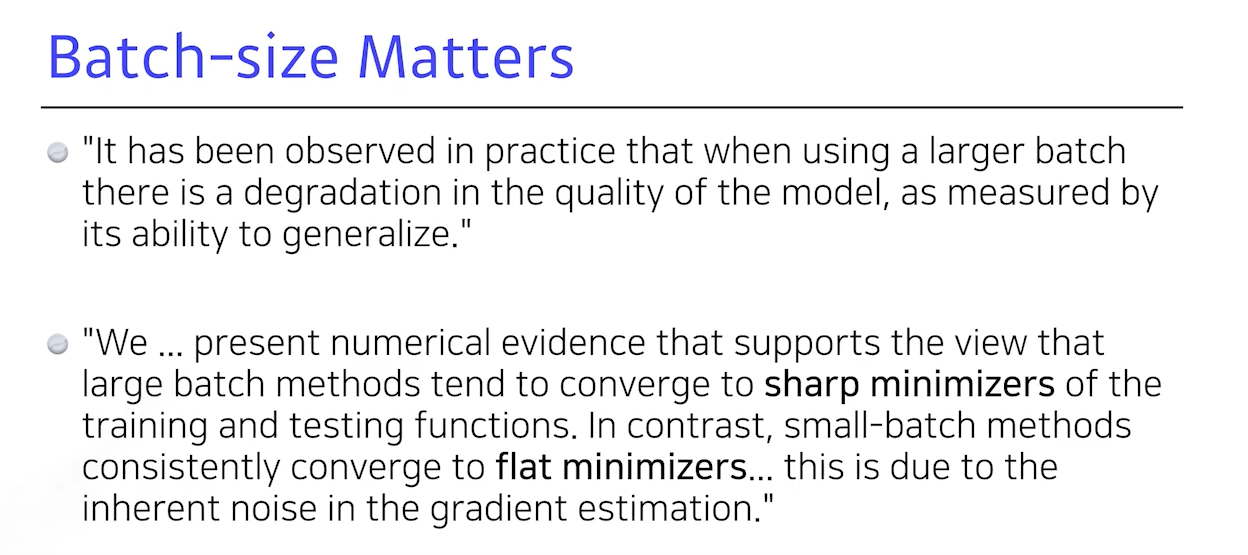 Batch-size Matters
"It has been observed in practice that when using a larger batch
there is a degradation in the quality of the model, as measured by
its ability to generalize."
"We ... present numerical evidence that supports the view that
large batch methods tend to converge to sharp minimizers of the
training and testing functions. In contrast, small-batch methods
consistently converge to flat minimizers... this is due to the
inherent noise in the gradient estimation."